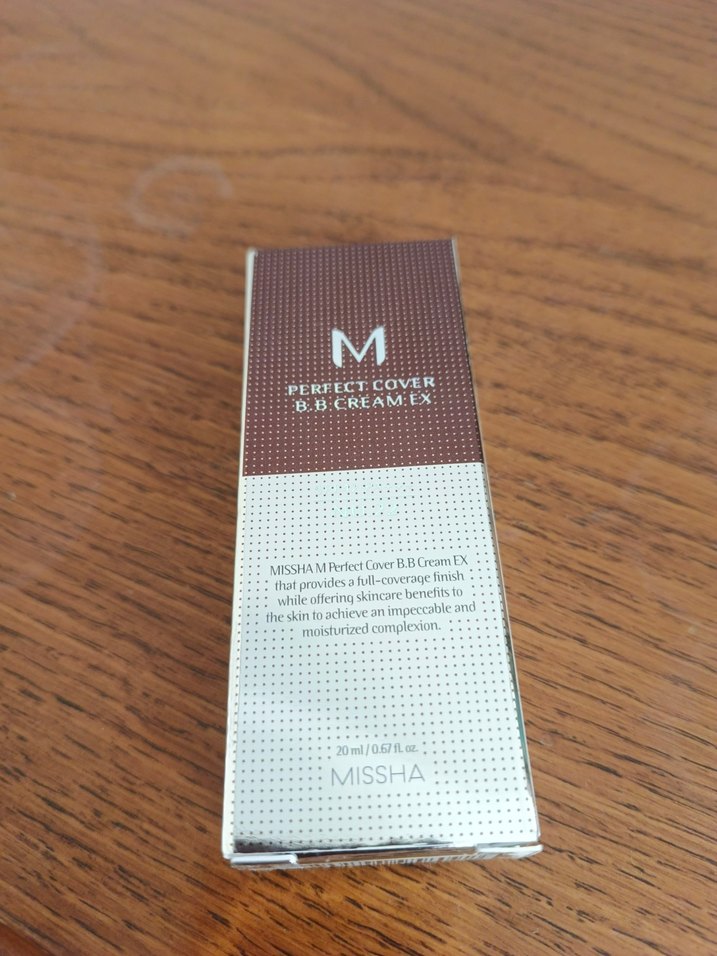 M
PERFECT COVER
B.B CREAM EX
MISSHA M Perfect Cover B.B Cream EX
that provides a full-coverage finish
while offering skincare benefits to
the skin to achieve an impeccable and
moisturized complexion.
20 ml / 0.67 fl. oz.
MISSHA